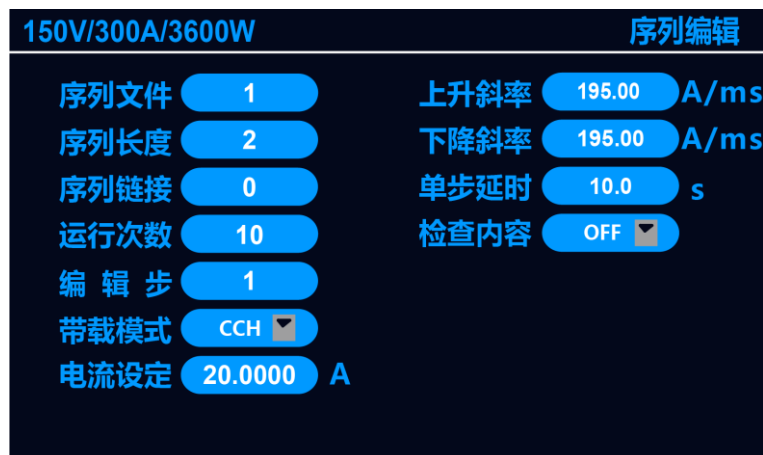 150V/300A/3600W 序列编辑
序列文件 1 上升斜率 195.00 A/ms
序列长度 2 下降斜率 195.00 A/ms
序列链接 0 单步延时 10.0 s
运行次数 10 检查内容 OFF
编 辑 步 1
带载模式 CCH
电流设定 20.0000 A